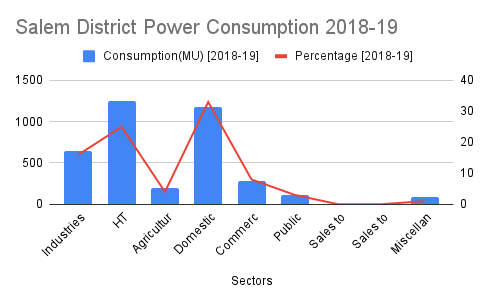 Salem District Power Consumption 2018-19
Consumption(MU) [2018-19] Percentage [2018-19]
1500 40
1000 30
500 20
0 10
0
Industries HT Agricultur Domestic Commerc Public Sales to Sales to MIscellan
Sectors